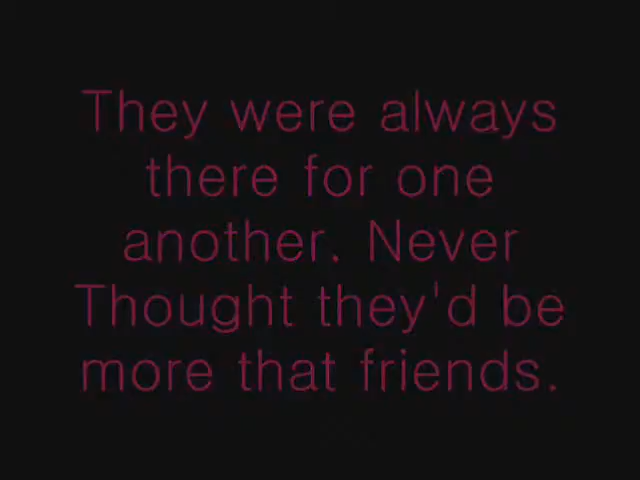 They were always
there for one
another. Never
Thought they'd be
more that friends.